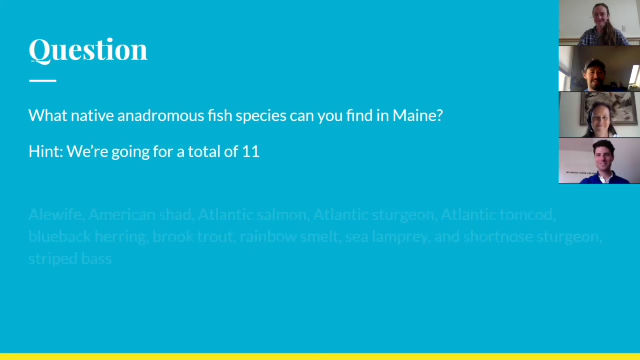 Question
What native anadromous fish species can you find in Maine?
Hint: We're going for a total of 11
Alewife, American shad, Atlantic salmon, Atlantic sturgeon, Atlantic tomcod,
blueback herring, brook trout, rainbow smelt, sea lamprey, and shortnose sturgeon,
striped bass